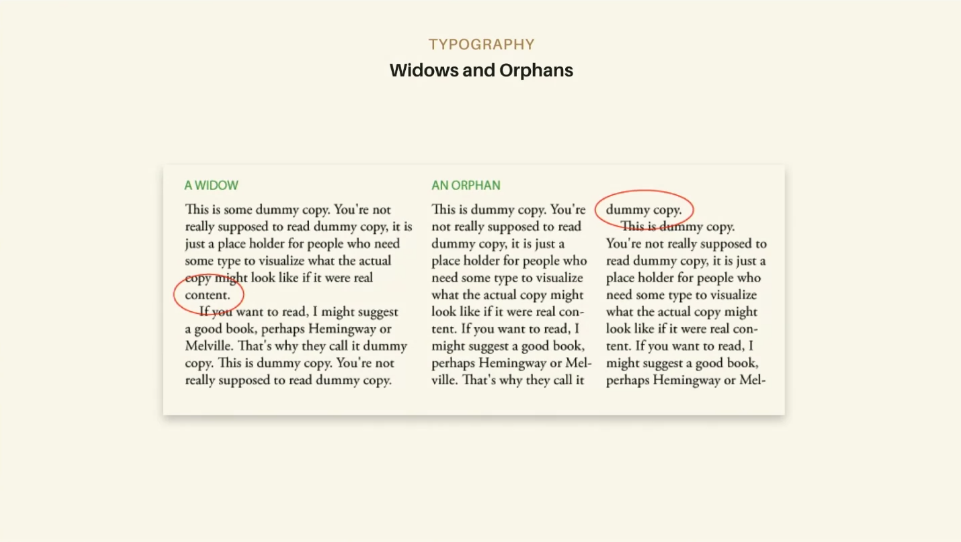 TYPOGRAPHY
Widows and Orphans
A WIDOW
This is some dummy copy. You're not
really supposed to read dummy copy, it is
just a place holder for people who need
some type to visualize what the actual
copy might look like if it were real
content.
If you want to read, I might suggest
a good book, perhaps Hemingway or
Melville. That's why they call it dummy
copy. This is dummy copy. You're not
really supposed to read dummy copy.
AN ORPHAN
This is dummy copy. You're
not really supposed to read
dummy copy, it is just a
place holder for people who
need some type to visualize
what the actual copy might
look like if it were real con-
tent. If you want to read, I
might suggest a good book,
perhaps Hemingway or Mel-
ville. That's why they call it
dummy copy.
This is dummy copy.
You're not really supposed to
read dummy copy, it is just a
place holder for people who
need some type to visualize
what the actual copy might
look like if it were real con-
tent. If you want to read, I
might suggest a good book,
perhaps Hemingway or Mel-